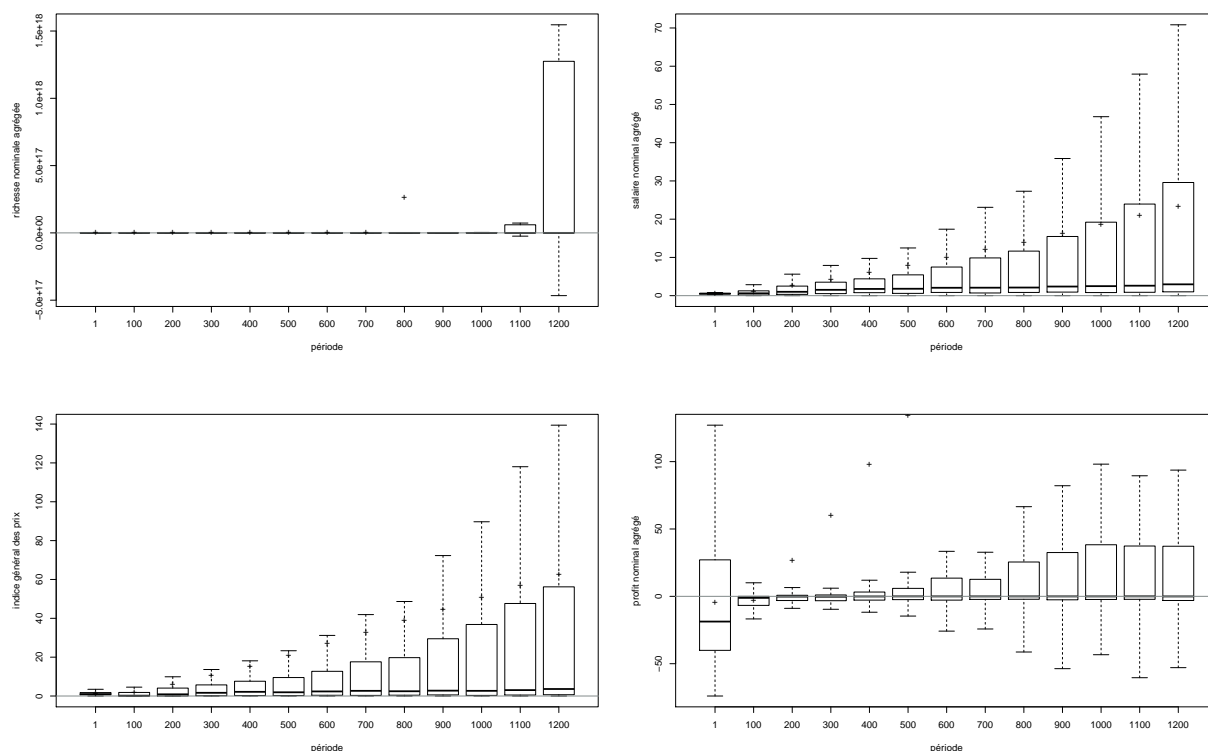 richesse nominale agrégée
−5.0e+17 0.0e+00 5.0e+17 1.0e+18 1.5e+18
1 100 200 300 400 500 600 700 800 900 1000 1100 1200
période
salaire nominal agrégé
0 10 20 30 40 50 60 70
1 100 200 300 400 500 600 700 800 900 1000 1100 1200
période
indice général des prix
0 20 40 60 80 100 120 140
1 100 200 300 400 500 600 700 800 900 1000 1100 1200
période
profit nominal agrégé
−50 0 50 100
1 100 200 300 400 500 600 700 800 900 1000 1100 1200
période